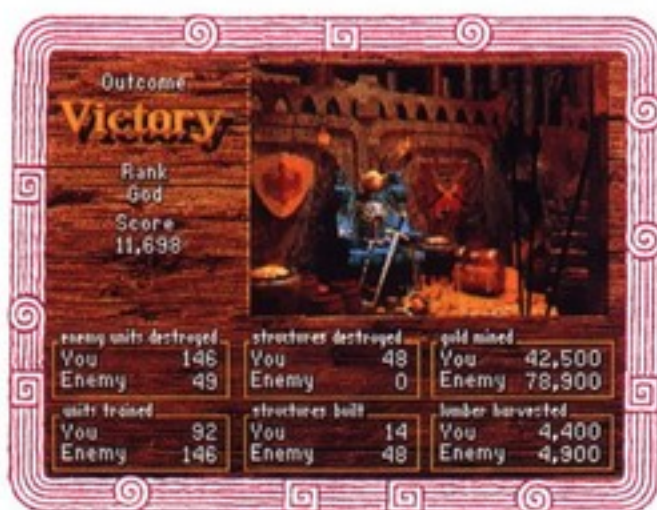 Outcome
Victory
Rank
God
Score
11,698
enemy units destroyed
You 146
Enemy 49
structures destroyed
You 48
Enemy 0
gold mined
You 42,500
Enemy 78,900
units trained
You 92
Enemy 146
structures built
You 14
Enemy 48
lumber harvested
You 4,400
Enemy 4,900